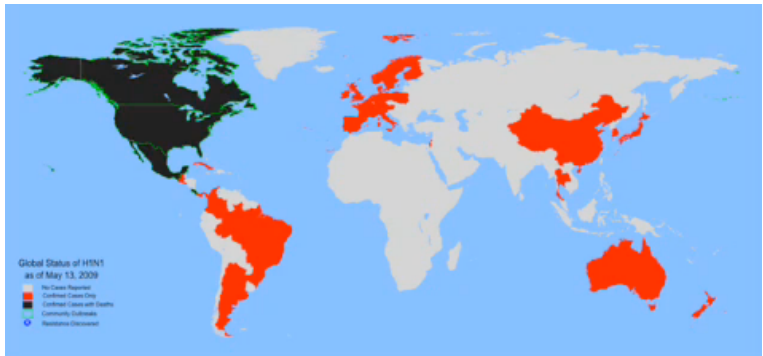 Global Status of H1N1
as of May 13, 2009
No Cases Reported
Confirmed Cases Only
Confirmed Cases with Deaths
Community Outbreaks
Resistance Discovered